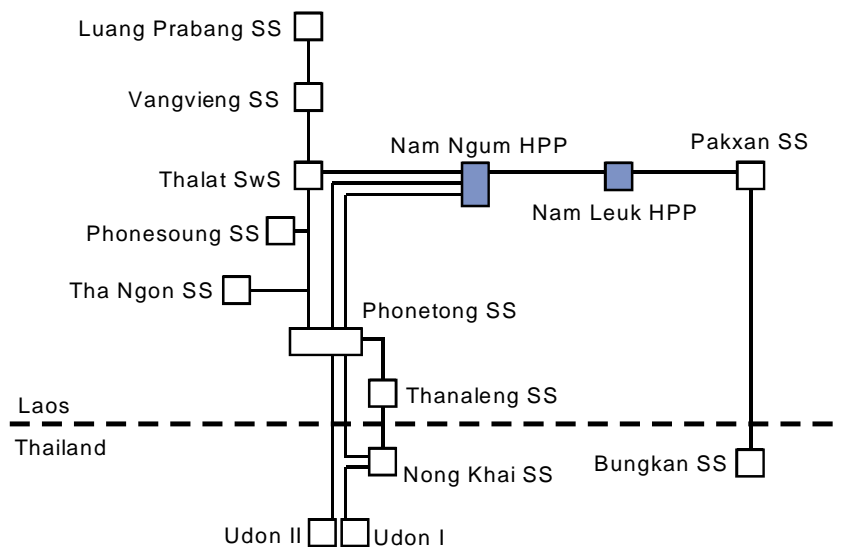 Luang Prabang SS
Vangvieng SS
Nam Ngum HPP
Pakxan SS
Thalat SwS
Nam Leuk HPP
Phonesoung SS
Tha Ngon SS
Phonetong SS
Thanaleng SS
Laos
Thailand
Nong Khai SS
Bungkan SS
Udon II
Udon I